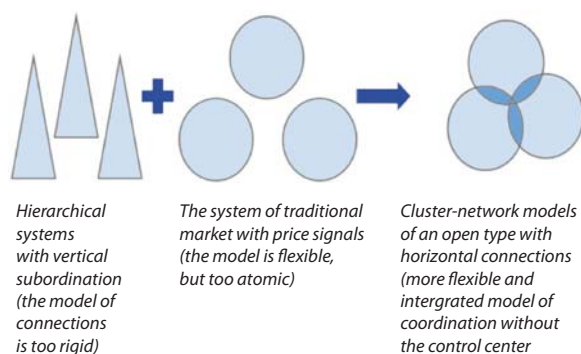 Hierarchical
systems
with vertical
subordination
(the model of
connections
is too rigid)
The system of traditional
market with price signals
(the model is flexible,
but too atomic)
Cluster-network models
of an open type with
horizontal connections
(more flexible and
intergrated model of
coordination without
the control center